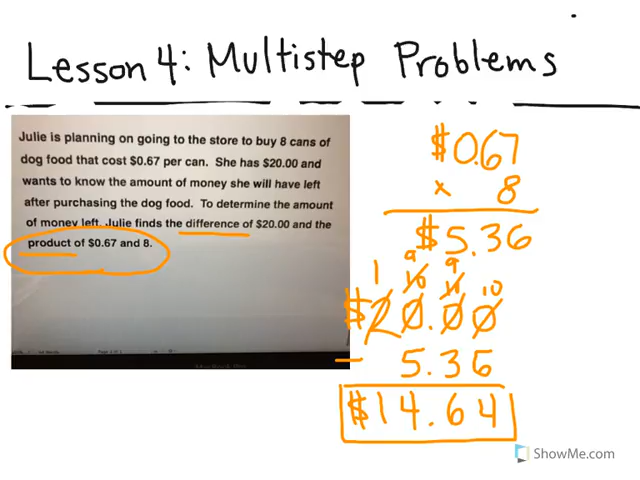 Lesson 4: Multistep Problems
Julie is planning on going to the store to buy 8 cans of
dog food that cost $0.67 per can. She has $20.00 and
wants to know the amount of money she will have left
after purchasing the dog food. To determine the amount
of money left, Julie finds the difference of $20.00 and the
product of $0.67 and 8.
$0.67
x 8
$5.36
1 9 9
10 10 10
$20.00
- 5.36
$14.64
ShowMe.com